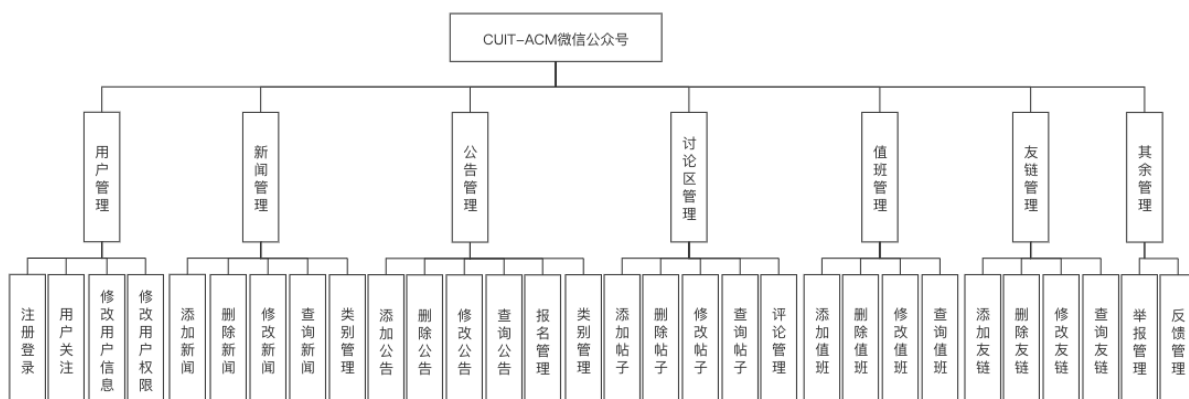 CUIT-ACM微信公众号
用户管理
新闻管理
公告管理
讨论区管理
值班管理
友链管理
其余管理
注册登录
用户关注
修改用户信息
修改用户权限
添加新闻
删除新闻
修改新闻
查询新闻
类别管理
添加公告
删除公告
修改公告
查询公告
报名管理
类别管理
添加帖子
删除帖子
修改帖子
查询帖子
评论管理
添加值班
删除值班
修改值班
查询值班
添加友链
删除友链
修改友链
查询友链
举报管理
反馈管理